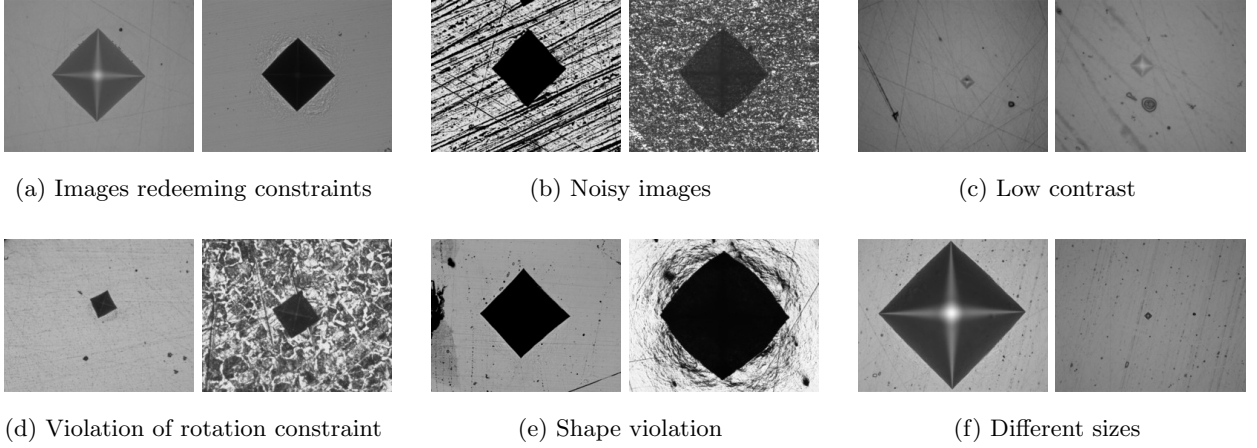 (a) Images redeeming constraints
(b) Noisy images
(c) Low contrast
(d) Violation of rotation constraint
(e) Shape violation
(f) Different sizes